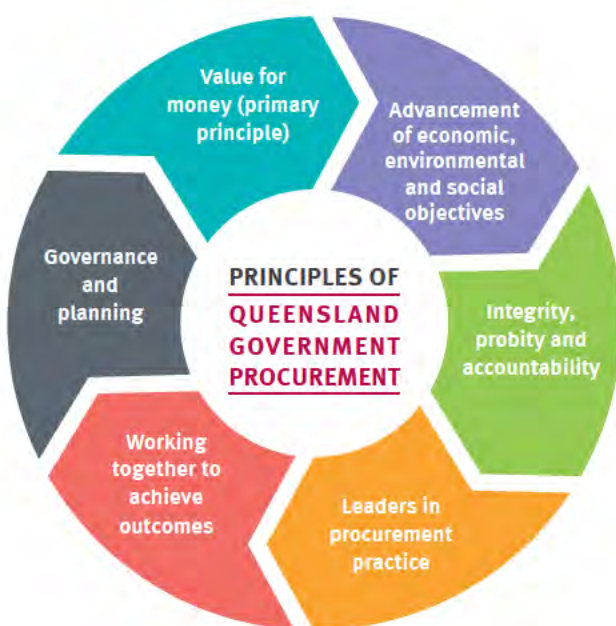 Value for
money (primary
principle)
Advancement
of economic,
environmental
and social
objectives
Integrity,
probity and
accountability
Leaders in
procurement
practice
Working
together to
achieve
outcomes
Governance
and
planning
PRINCIPLES OF
QUEENSLAND
GOVERNMENT
PROCUREMENT